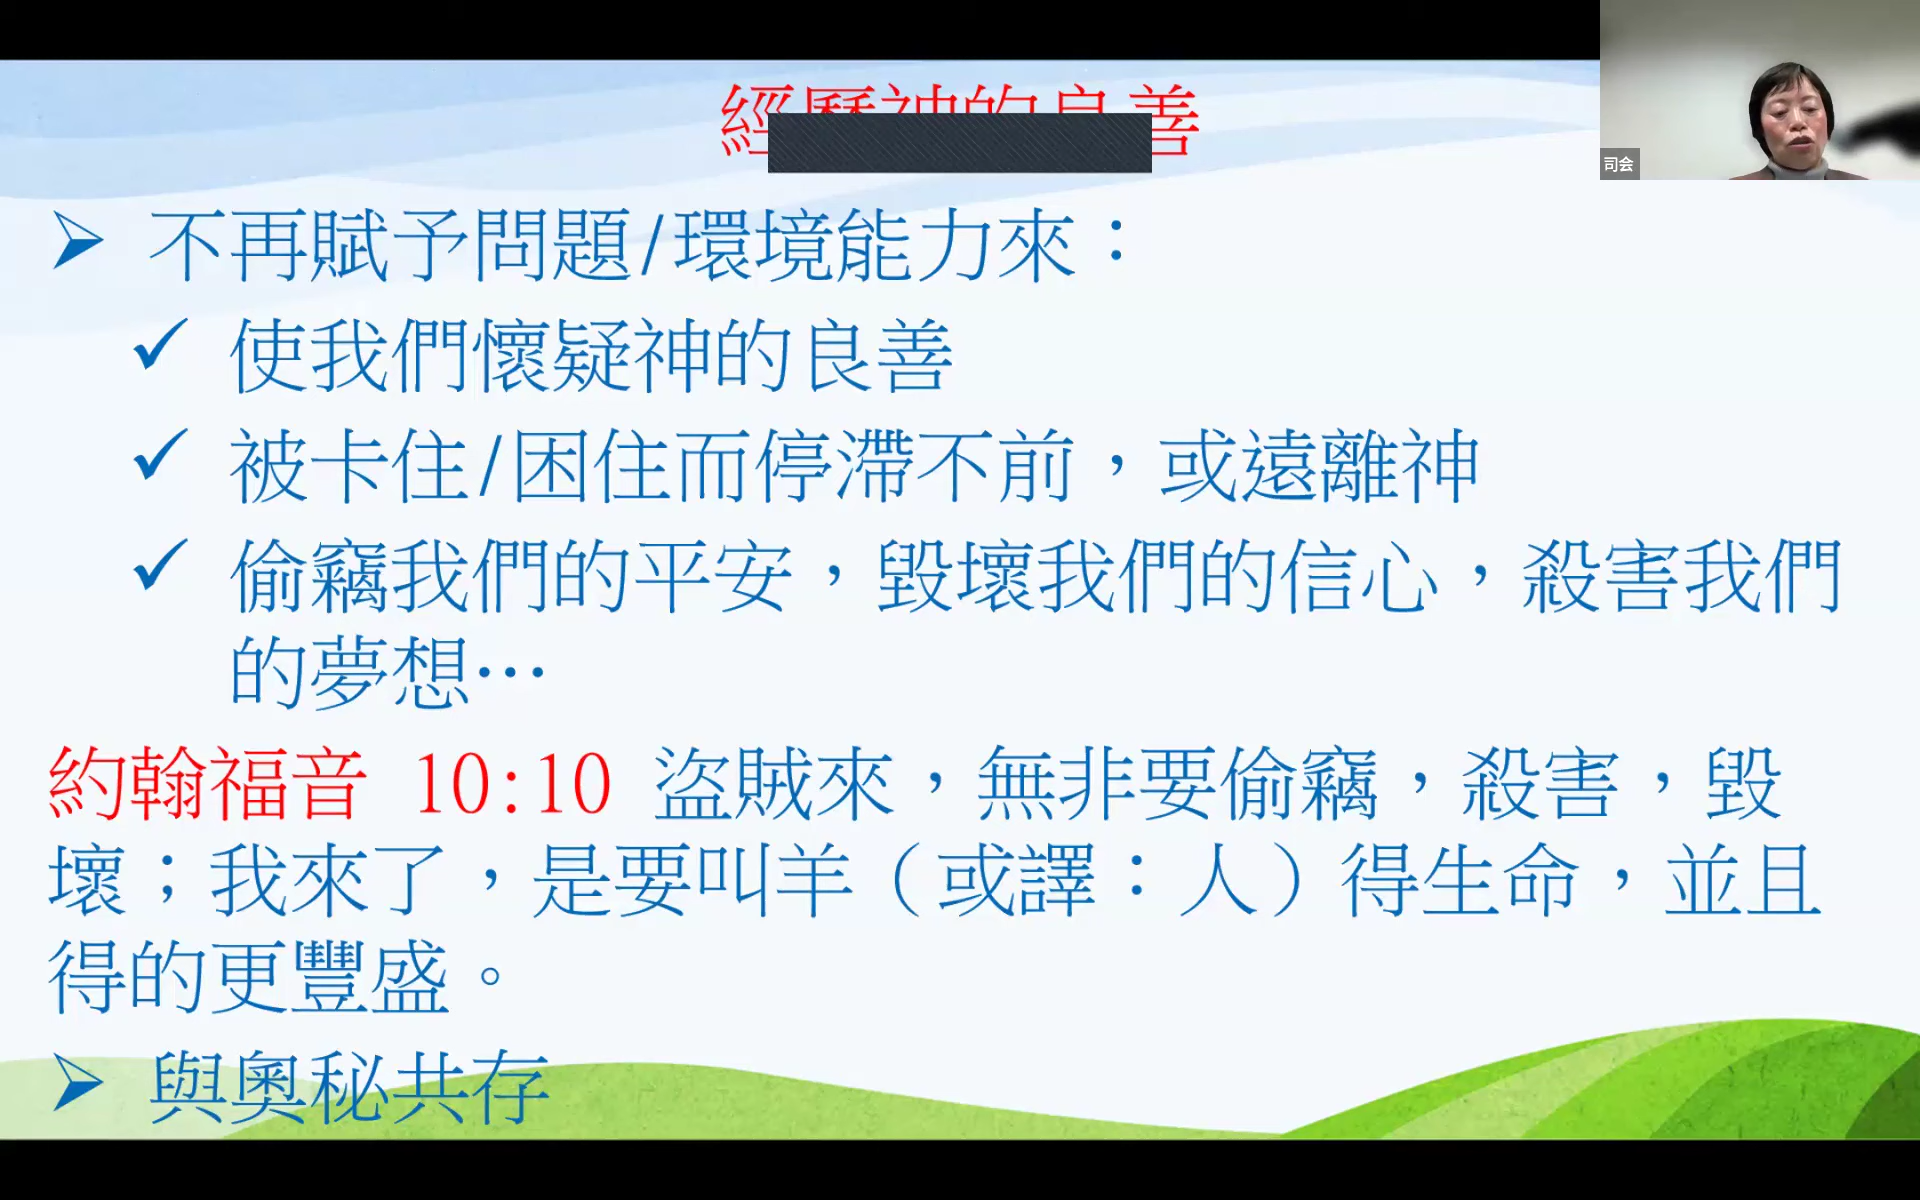 經歷神的良善
司会
不再賦予問題/環境能力來：
使我們懷疑神的良善
被卡住/困住而停滯不前，或遠離神
偷竊我們的平安，毀壞我們的信心，殺害我們
的夢想…
約翰福音 10:10 盜賊來，無非要偷竊，殺害，毀
壞；我來了，是要叫羊（或譯：人）得生命，並且
得的更豐盛。
與奧秘共存